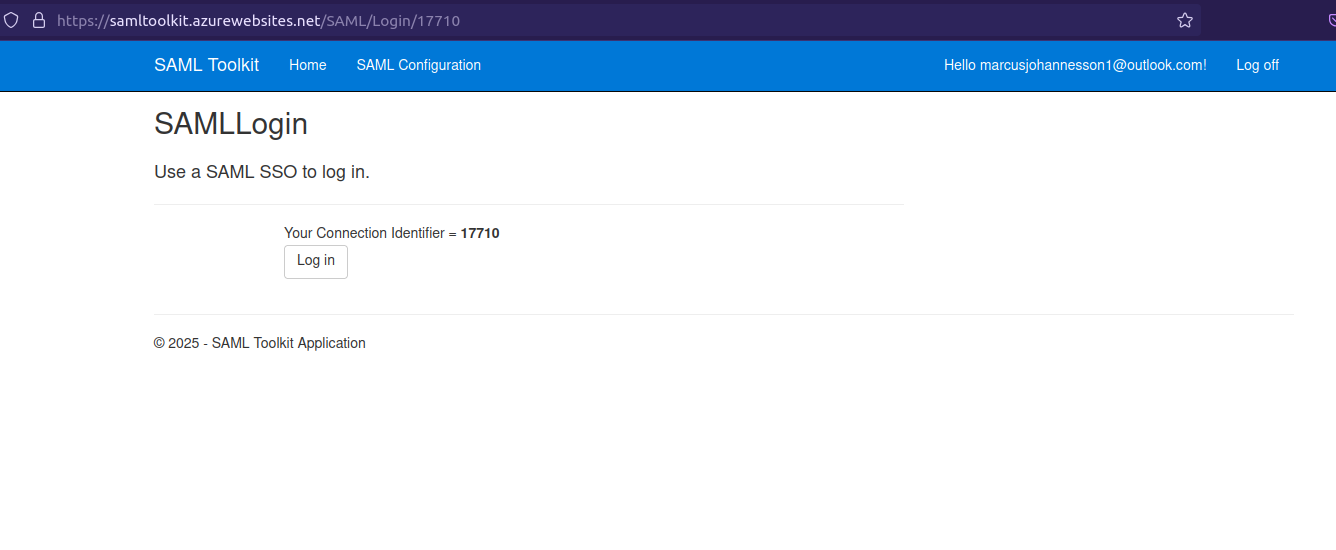 https://samltoolkit.azurewebsites.net/SAML/Login/17710
SAML Toolkit Home SAML Configuration Hello marcusjohannesson1@outlook.com! Log off
SAMLLogin
Use a SAML SSO to log in.
Your Connection Identifier = 17710
Log in
© 2025 - SAML Toolkit Application